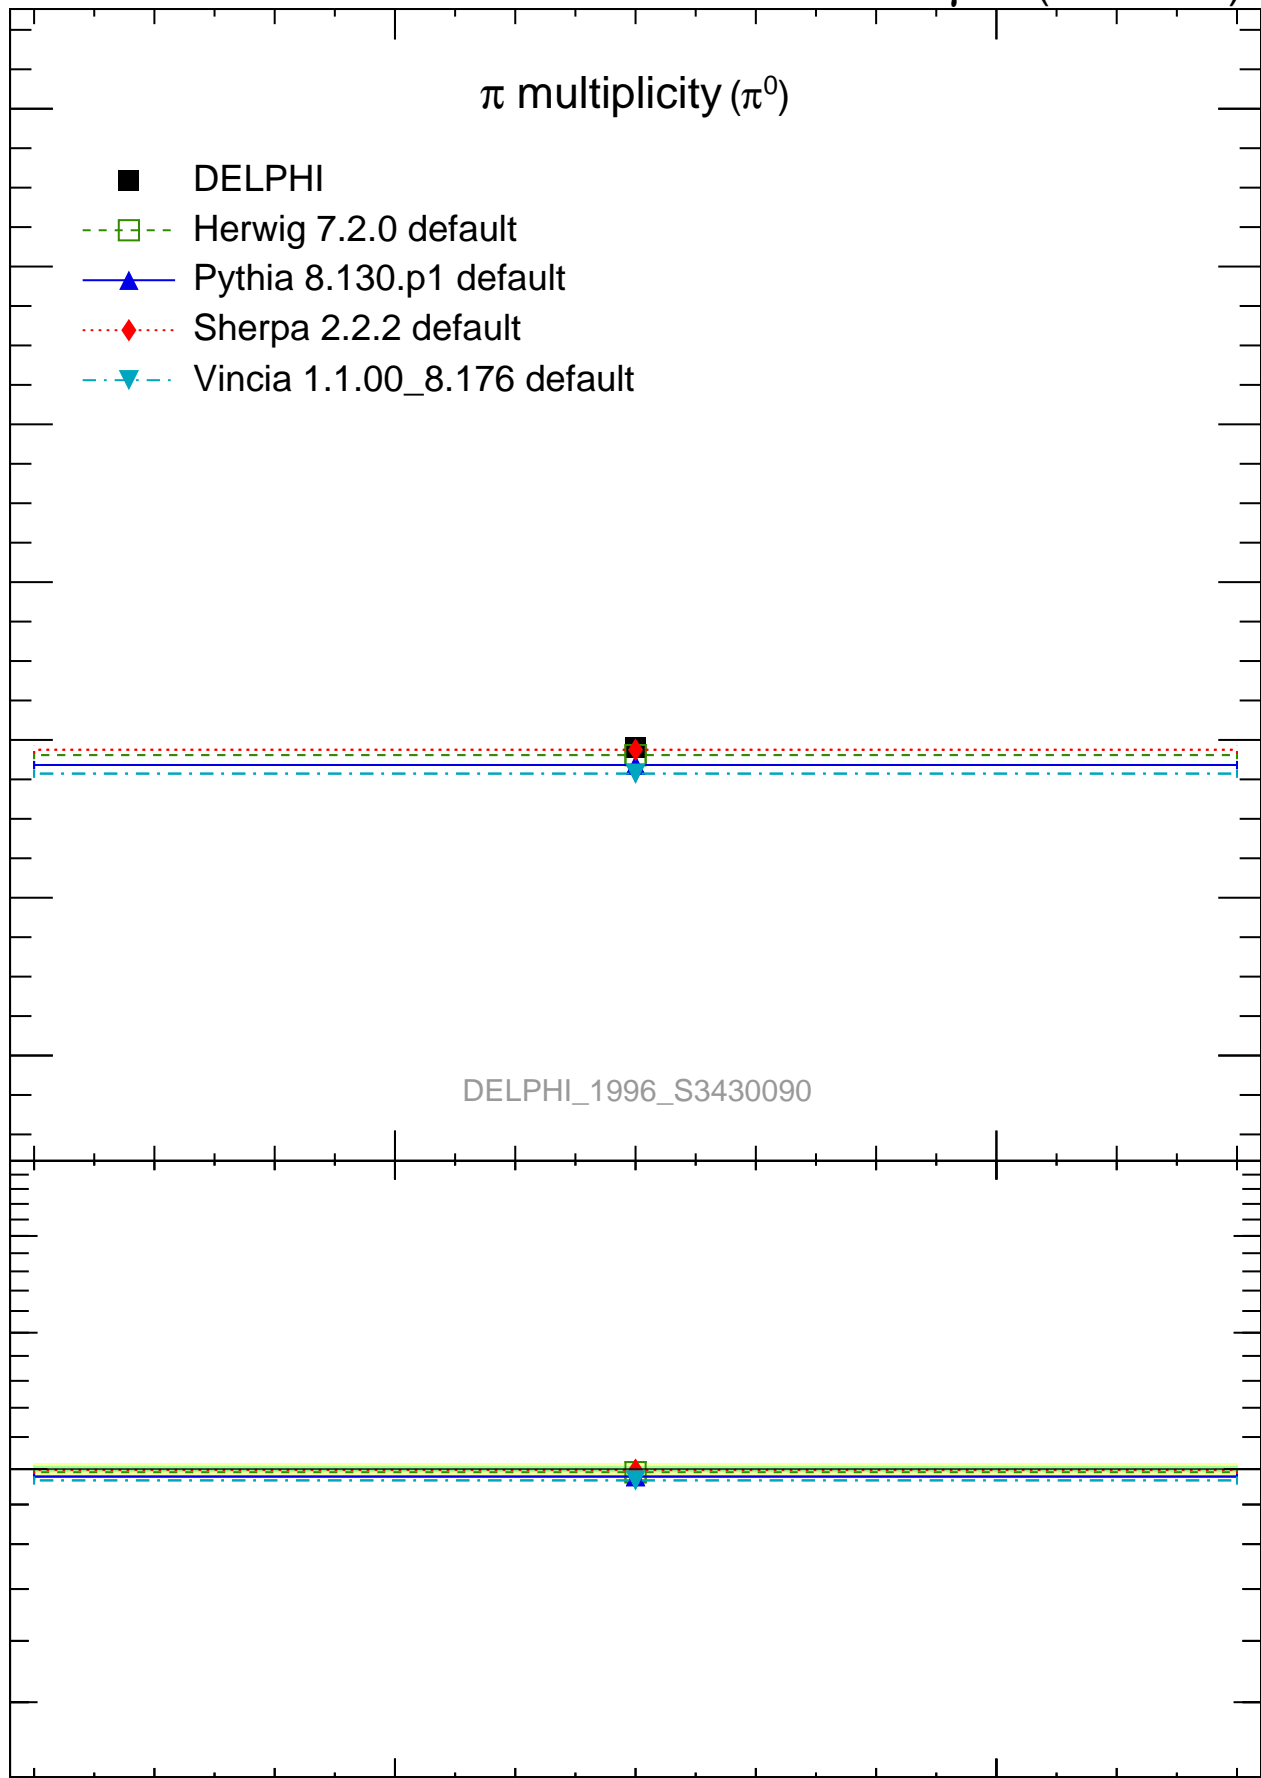 π multiplicity (π⁰)
DELPHI
Herwig 7.2.0 default
Pythia 8.130.p1 default
Sherpa 2.2.2 default
Vincia 1.1.00_8.176 default
DELPHI_1996_S3430090